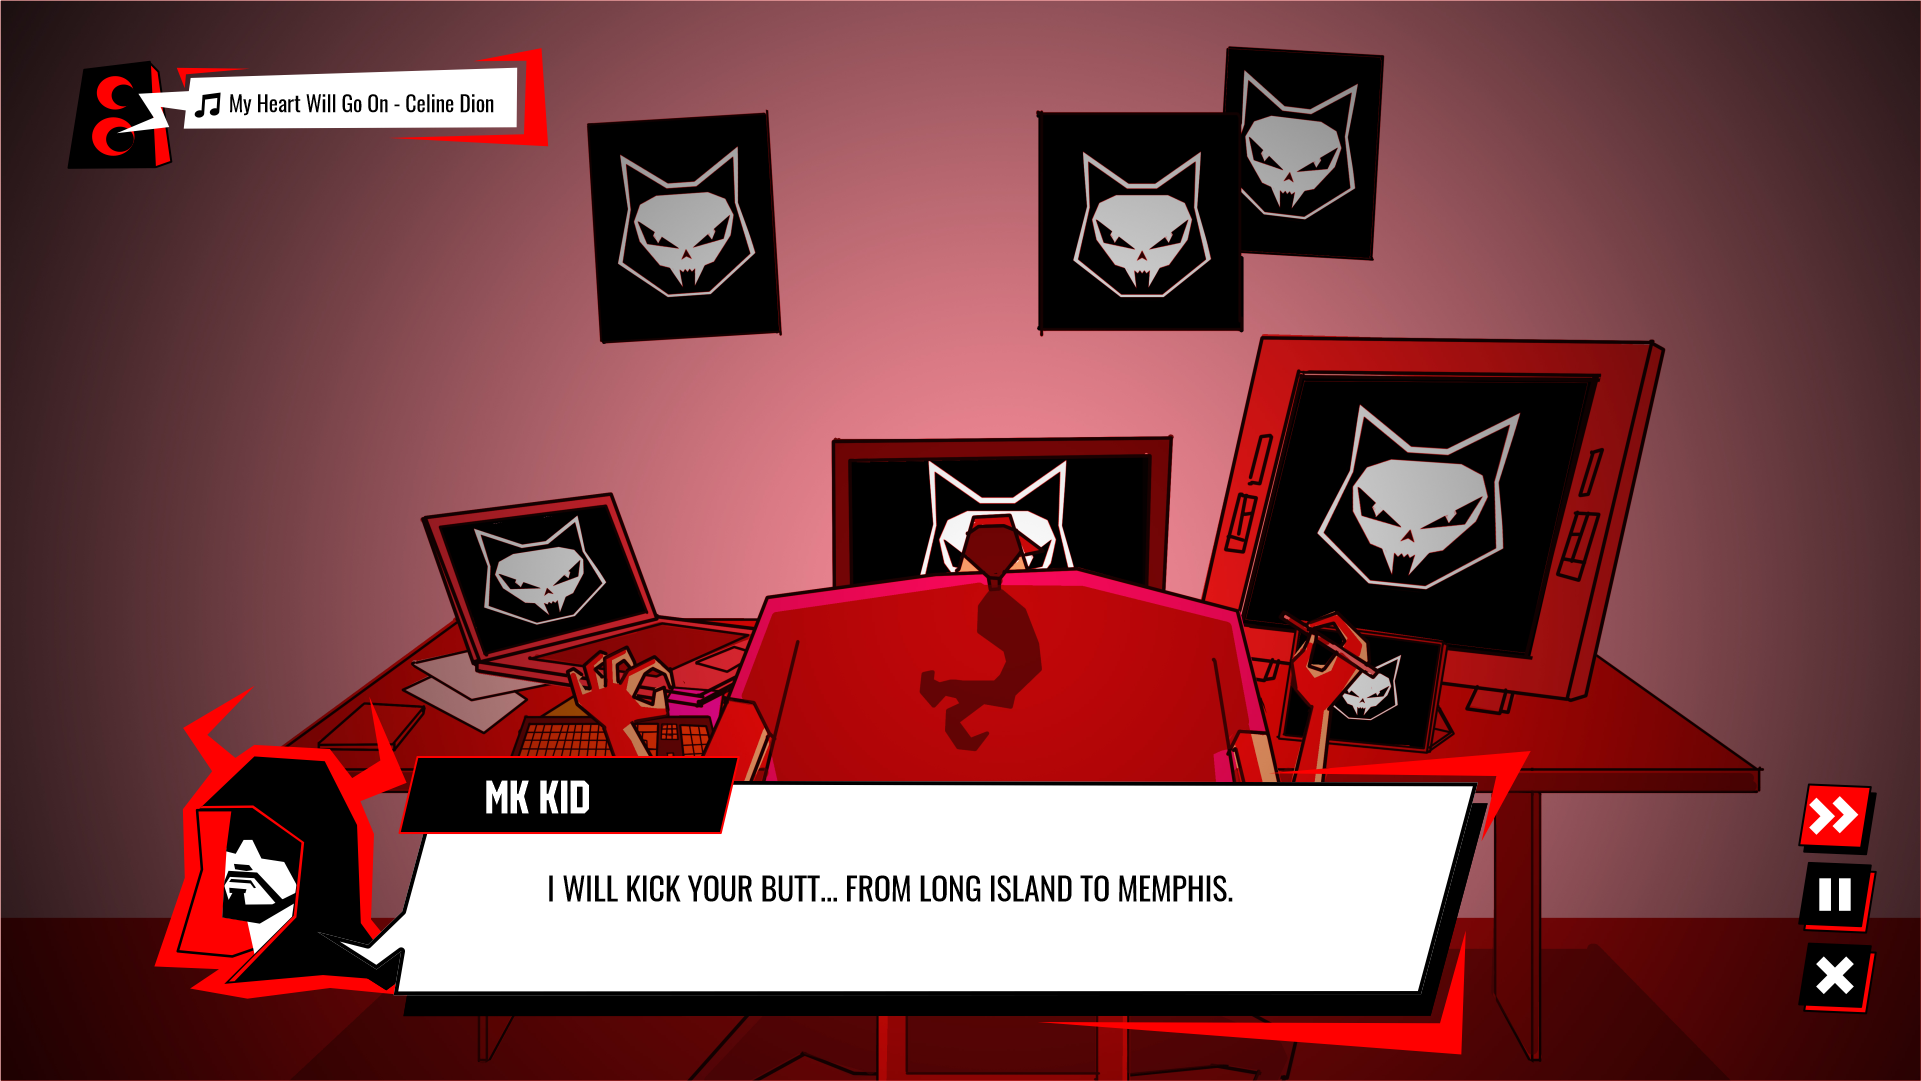 My Heart Will Go On - Celine Dion
MK KID
I WILL KICK YOUR BUTT... FROM LONG ISLAND TO MEMPHIS.